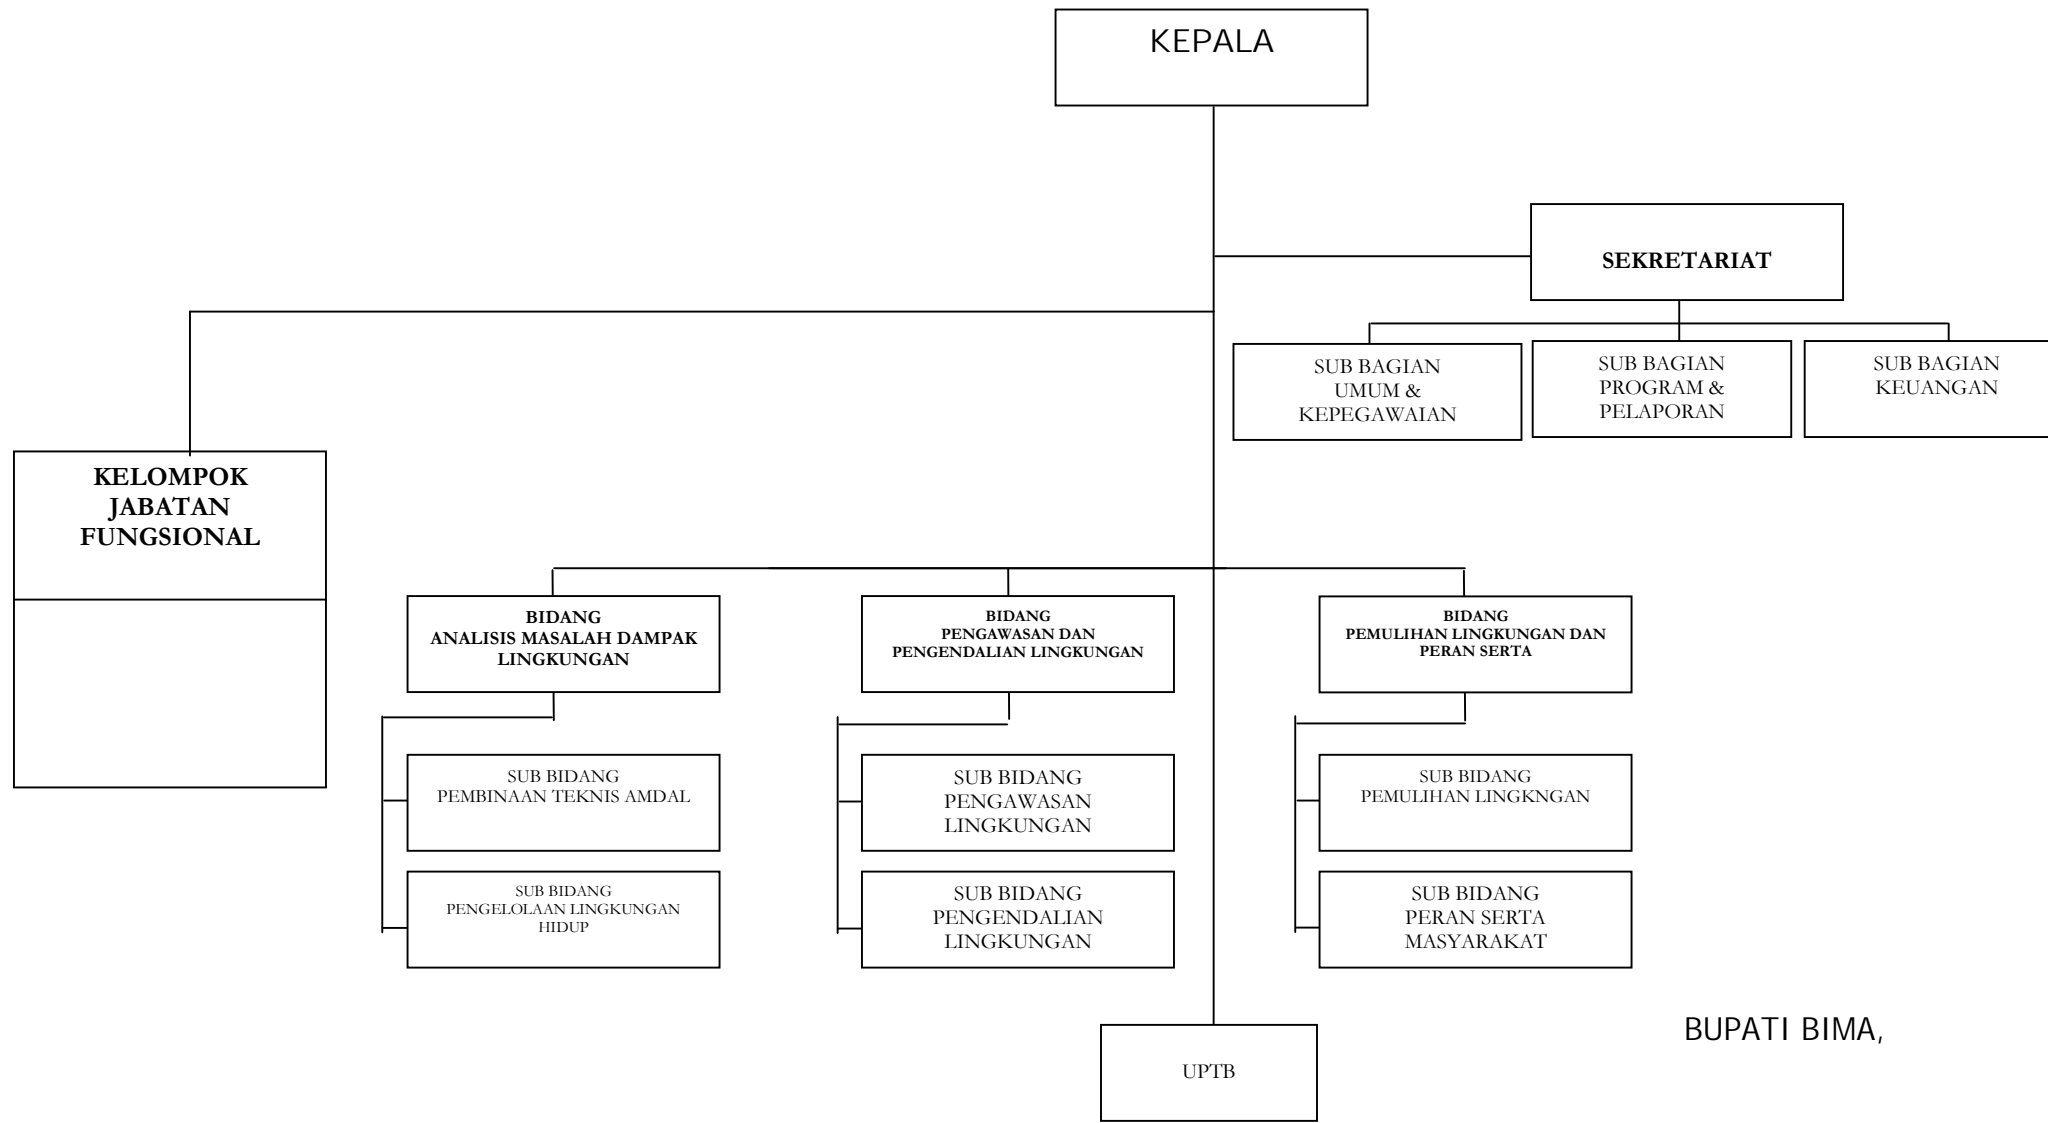 KEPALA
SEKRETARIAT
SUB BAGIAN
UMUM &
KEPEGAWAIAN
SUB BAGIAN
PROGRAM &
PELAPORAN
SUB BAGIAN
KEUANGAN
KELOMPOK
JABATAN
FUNGSIONAL
BIDANG
ANALISIS MASALAH DAMPAK
LINGKUNGAN
BIDANG
PENGAWASAN DAN
PENGENDALIAN LINGKUNGAN
BIDANG
PEMULIHAN LINGKUNGAN DAN
PERAN SERTA
SUB BIDANG
PEMBINAAN TEKNIS AMDAL
SUB BIDANG
PENGAWASAN
LINGKUNGAN
SUB BIDANG
PEMULIHAN LINGKNGAN
SUB BIDANG
PENGELOLAAN LINGKUNGAN
HIDUP
SUB BIDANG
PENGENDALIAN
LINGKUNGAN
SUB BIDANG
PERAN SERTA
MASYARAKAT
BUPATI BIMA,
UPTB